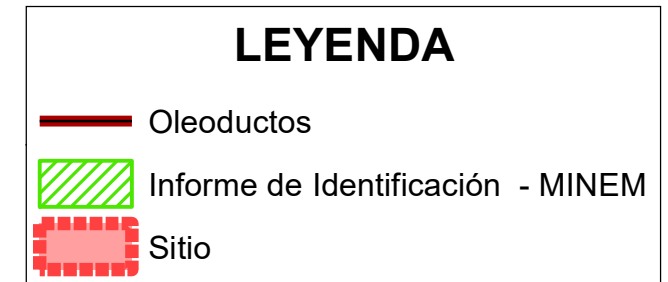 LEYENDA
Oleoductos
Informe de Identificación - MINEM
Sitio